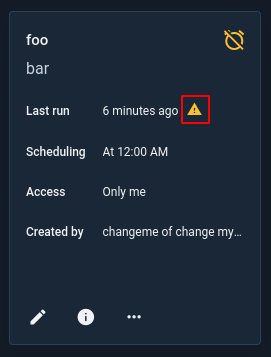 foo
bar
Last run 6 minutes ago
Scheduling At 12:00 AM
Access Only me
Created by changeme of change my…